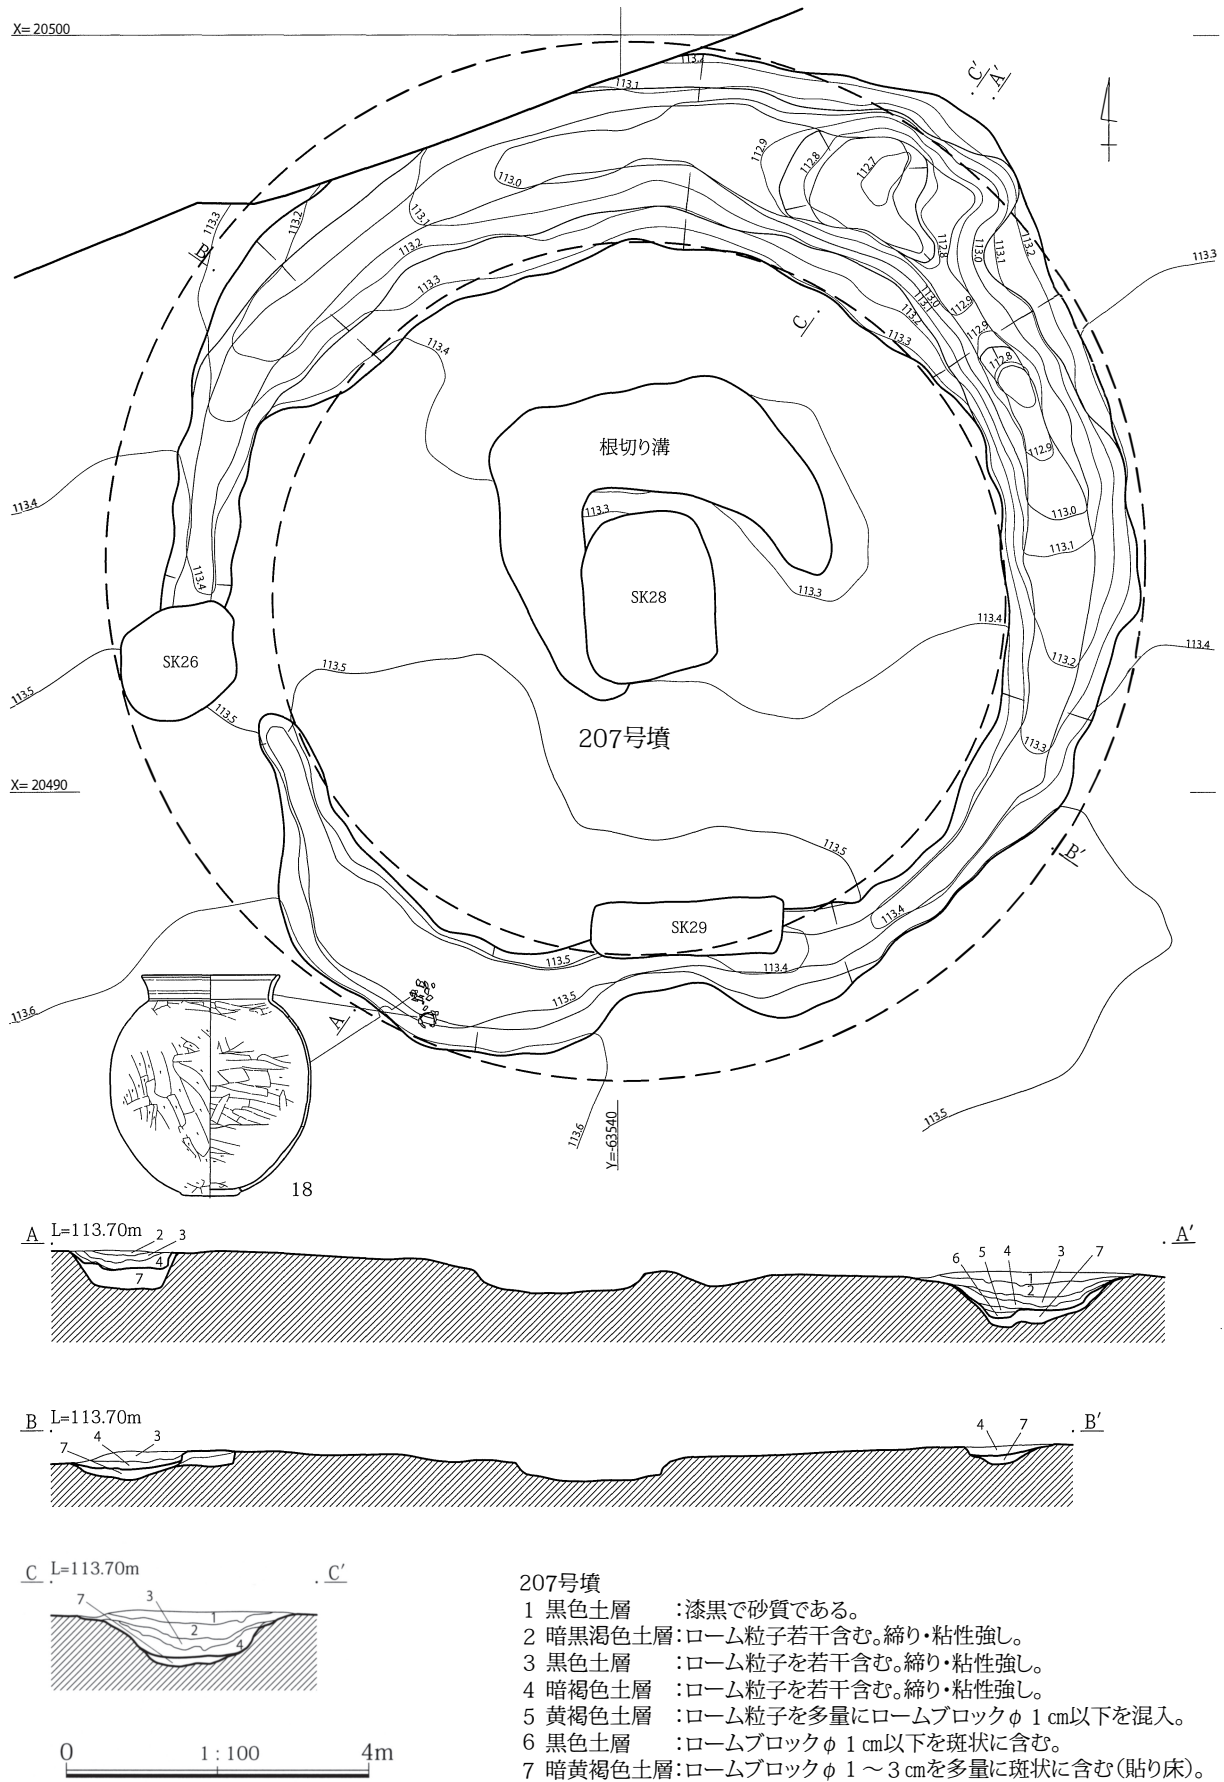 X= 20500
C' A'
113.2
113.1
113.3
113.2
B
112.9
112.8
112.7
113.0
113.1
113.2
113.3
113.4
112.8
113.0
113.1
113.2
113.3
C
113.0
113.1
113.2
113.3
112.9
112.9
112.8
112.9
根切り溝
113.4
113.3
113.0
113.1
113.4
SK28
113.3
113.4
SK26
113.2
113.4
113.5
113.5
113.5
207号墳
113.3
X= 20490
113.5
B'
SK29
113.4
113.5
113.4
113.5
113.6
A
113.5
113.6
Y=-63540
18
A L=113.70m 2 3 4 7
6 5 4 3 7 1 2 A'
B L=113.70m 7 4 3
4 7 B'
C L=113.70m C'
7 3 1 2 4
207号墳
1 黒色土層 :漆黒で砂質である。
2 暗黒渇色土層:ローム粒子若干含む。締り・粘性強し。
3 黒色土層 :ローム粒子を若干含む。締り・粘性強し。
4 暗褐色土層 :ローム粒子を若干含む。締り・粘性強し。
5 黄褐色土層 :ローム粒子を多量にロームブロックφ1㎝以下を混入。
6 黒色土層 :ロームブロックφ1㎝以下を斑状に含む。
7 暗黄褐色土層:ロームブロックφ1～3㎝を多量に斑状に含む(貼り床)。
0 1:100 4m